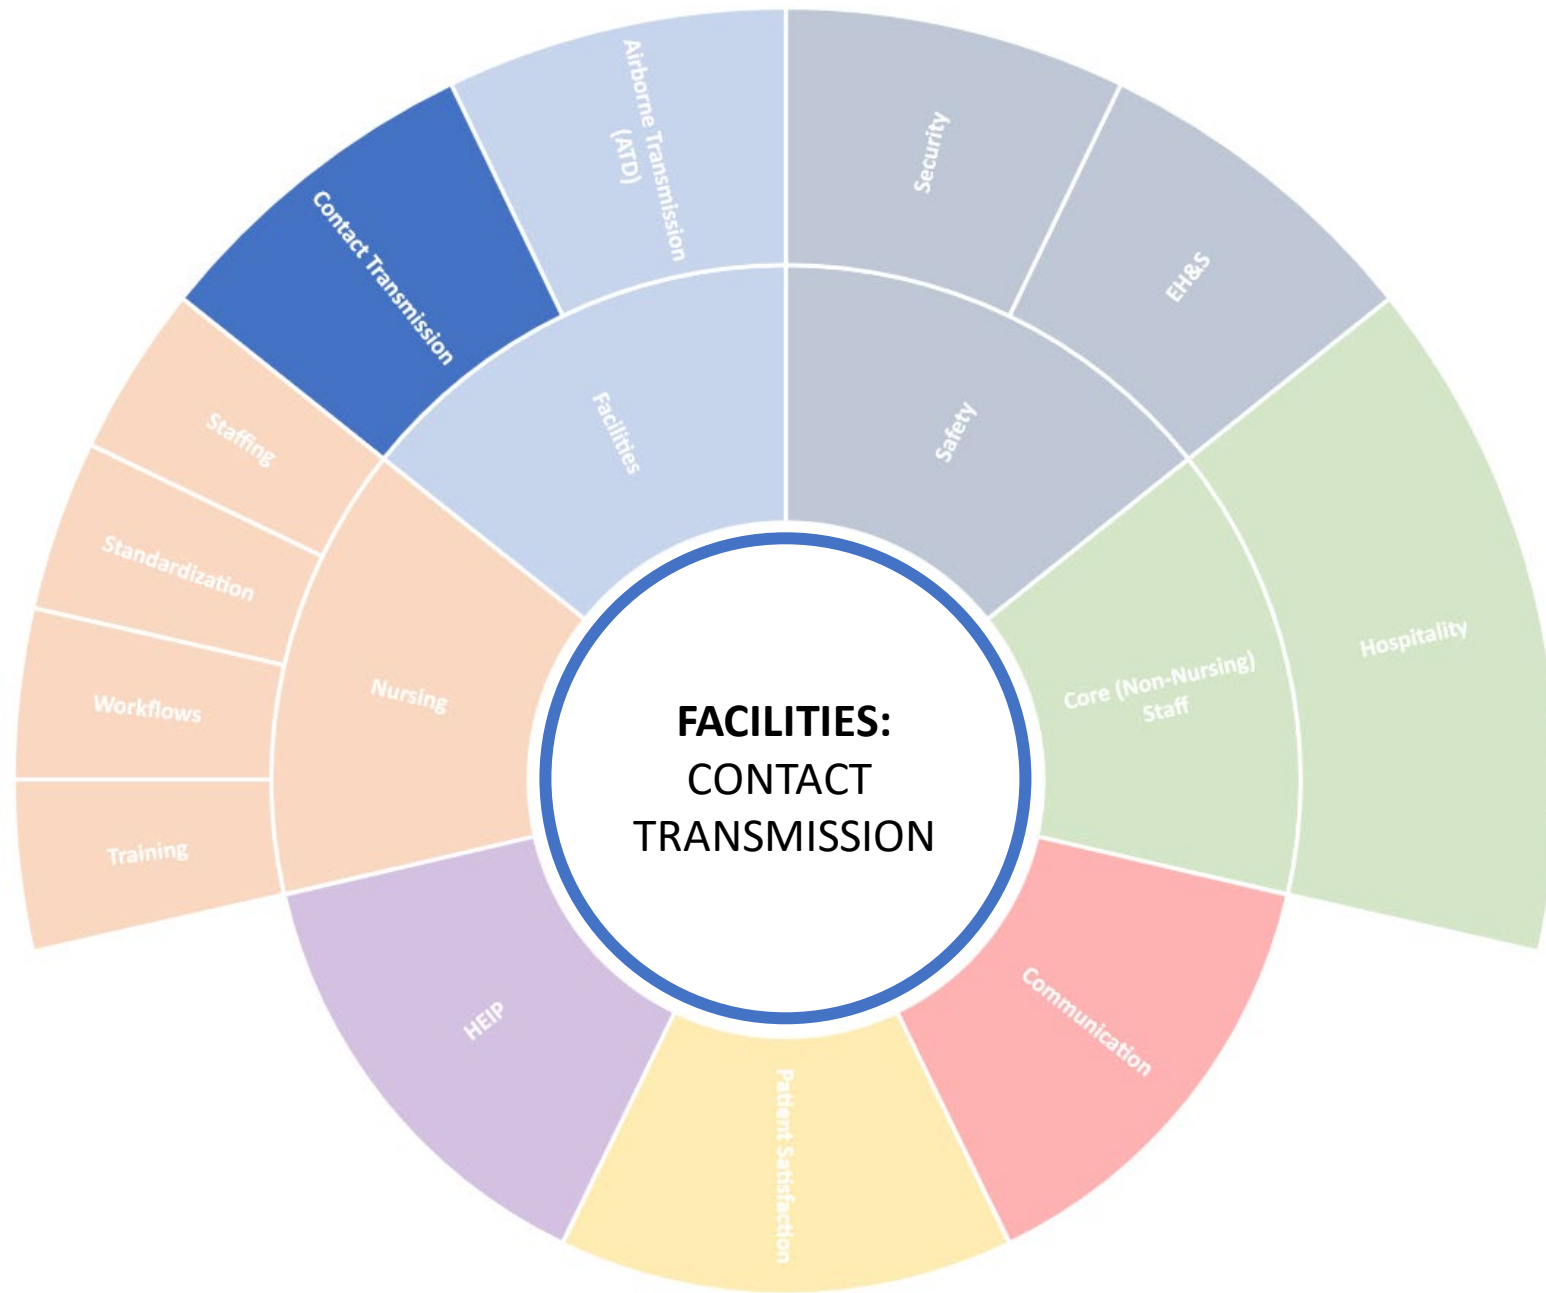 Airborne Transmission
(ATD)
Security
Contact Transmission
EH&S
Facilities
Safety
Staffing
Standardization
Workflows
Training
Nursing
Core (Non-Nursing)
Staff
Hospitality
FACILITIES:
CONTACT
TRANSMISSION
HEIP
Communication
Patient Satisfaction